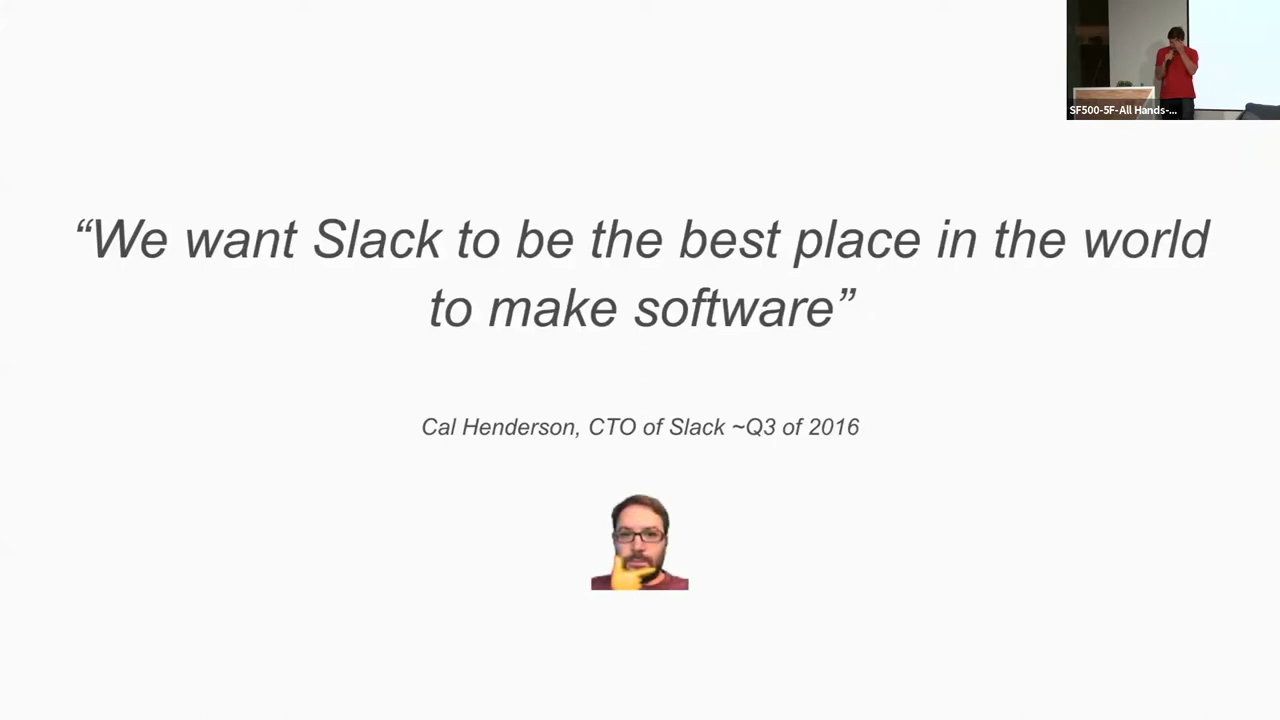 SF500-5F-All Hands-...
“We want Slack to be the best place in the world
to make software”
Cal Henderson, CTO of Slack ~Q3 of 2016